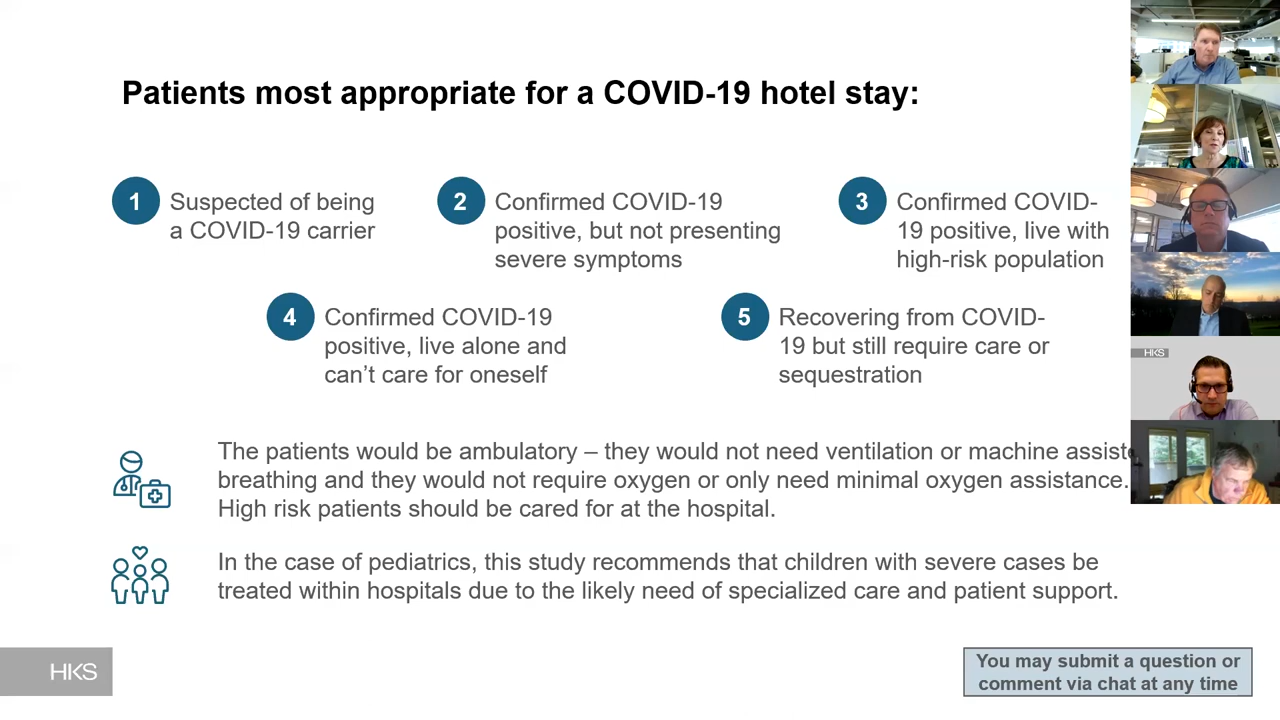 Patients most appropriate for a COVID-19 hotel stay:
1
Suspected of being
a COVID-19 carrier
2
Confirmed COVID-19
positive, but not presenting
severe symptoms
3
Confirmed COVID-
19 positive, live with
high-risk population
4
Confirmed COVID-19
positive, live alone and
can’t care for oneself
5
Recovering from COVID-
19 but still require care or
sequestration
The patients would be ambulatory – they would not need ventilation or machine assiste
breathing and they would not require oxygen or only need minimal oxygen assistance.
High risk patients should be cared for at the hospital.
In the case of pediatrics, this study recommends that children with severe cases be
treated within hospitals due to the likely need of specialized care and patient support.
HKS
HKS
You may submit a question or
comment via chat at any time